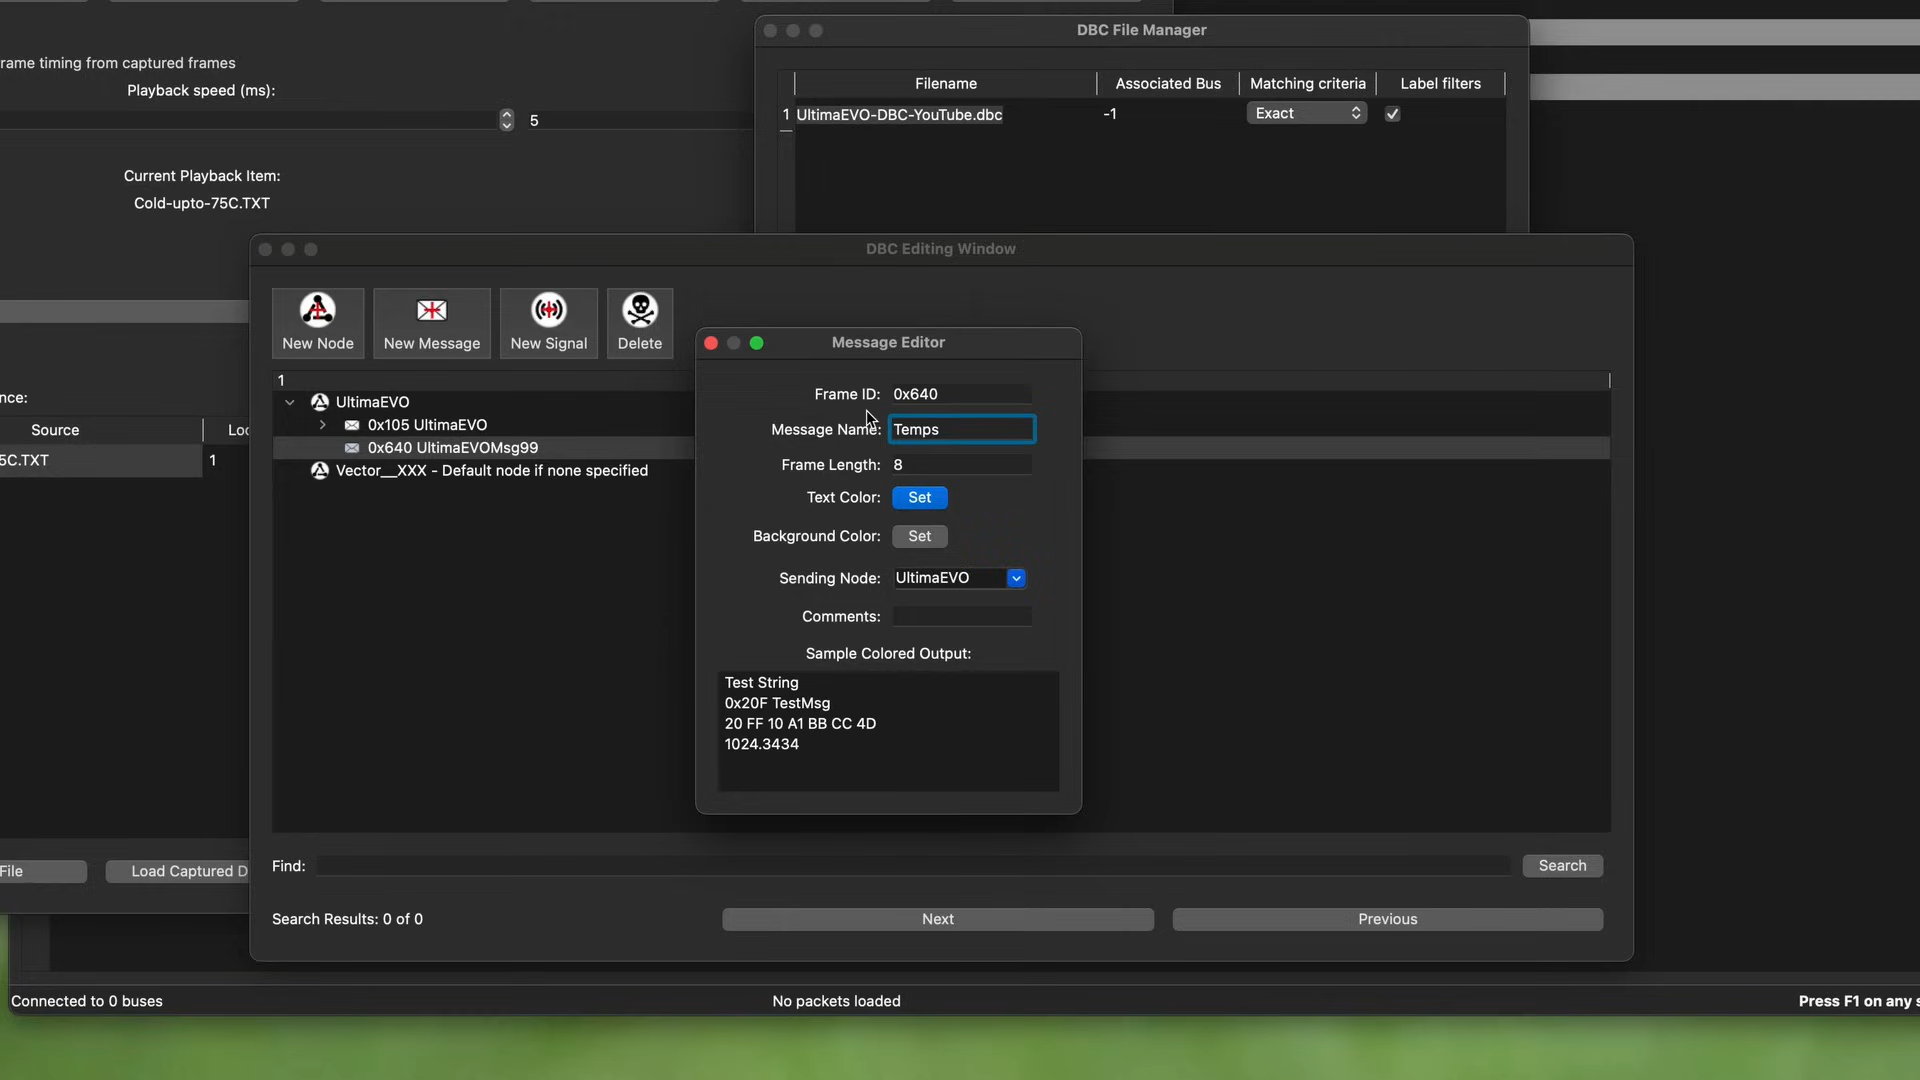 rame timing from captured frames
Playback speed (ms):
5
Current Playback Item:
Cold-upto-75C.TXT
nce:
Source
Loc
5C.TXT
1
File
Load Captured D
DBC File Manager
Filename
Associated Bus
Matching criteria
Label filters
1
UltimaEVO-DBC-YouTube.dbc
-1
Exact
DBC Editing Window
New Node
New Message
New Signal
Delete
1
UltimaEVO
0x105 UltimaEVO
0x640 UltimaEVOMsg99
Vector__XXX - Default node if none specified
Message Editor
Frame ID:
0x640
Message Name:
Temps
Frame Length:
8
Text Color:
Set
Background Color:
Set
Sending Node:
UltimaEVO
Comments:
Sample Colored Output:
Test String
0x20F TestMsg
20 FF 10 A1 BB CC 4D
1024.3434
Find:
Search
Search Results: 0 of 0
Next
Previous
Connected to 0 buses
No packets loaded
Press F1 on any s